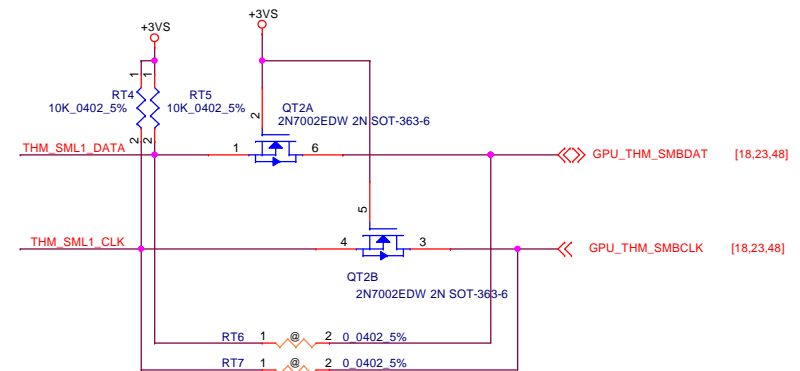 +3VS
+3VS
1
1
RT4
10K_0402_5%
RT5
10K_0402_5%
2
2
2
QT2A
2N7002EDW 2N SOT-363-6
THM_SML1_DATA
1
6
GPU_THM_SMBDAT
[18,23,48]
5
THM_SML1_CLK
4
3
GPU_THM_SMBCLK
[18,23,48]
QT2B
2N7002EDW 2N SOT-363-6
RT6 1 @ 2 0_0402_5%
RT7 1 @ 2 0_0402_5%